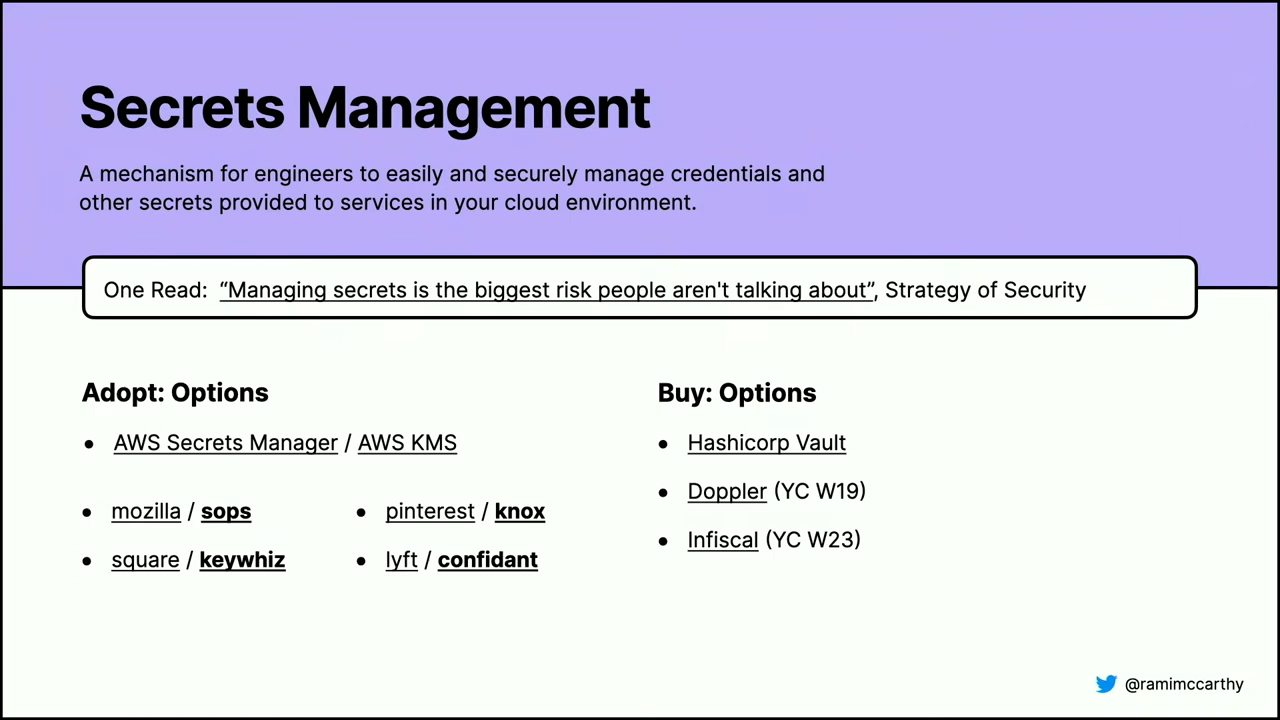 Secrets Management
A mechanism for engineers to easily and securely manage credentials and
other secrets provided to services in your cloud environment.
One Read: “Managing secrets is the biggest risk people aren't talking about”, Strategy of Security
Adopt: Options
• AWS Secrets Manager / AWS KMS
• mozilla / sops
• square / keywhiz
• pinterest / knox
• lyft / confidant
Buy: Options
• Hashicorp Vault
• Doppler (YC W19)
• Infiscal (YC W23)
@ramimccarthy